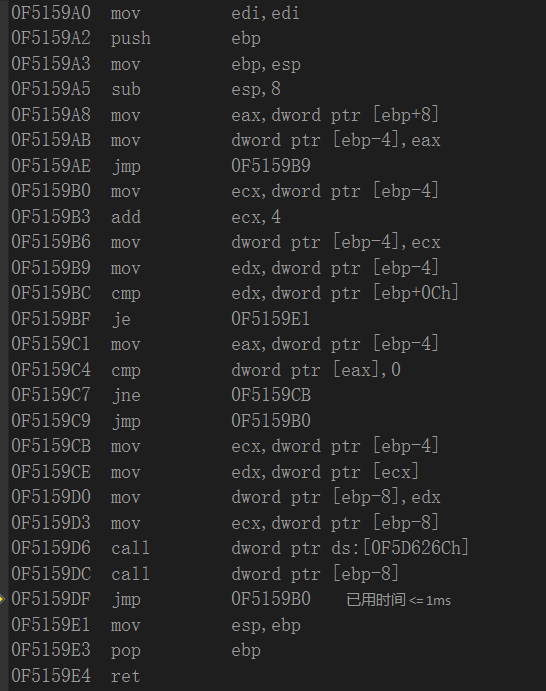 0F5159A0 mov edi,edi
0F5159A2 push ebp
0F5159A3 mov ebp,esp
0F5159A5 sub esp,8
0F5159A8 mov eax,dword ptr [ebp+8]
0F5159AB mov dword ptr [ebp-4],eax
0F5159AE jmp 0F5159B9
0F5159B0 mov ecx,dword ptr [ebp-4]
0F5159B3 add ecx,4
0F5159B6 mov dword ptr [ebp-4],ecx
0F5159B9 mov edx,dword ptr [ebp-4]
0F5159BC cmp edx,dword ptr [ebp+0Ch]
0F5159BF je 0F5159E1
0F5159C1 mov eax,dword ptr [ebp-4]
0F5159C4 cmp dword ptr [eax],0
0F5159C7 jne 0F5159CB
0F5159C9 jmp 0F5159B0
0F5159CB mov ecx,dword ptr [ebp-4]
0F5159CE mov edx,dword ptr [ecx]
0F5159D0 mov dword ptr [ebp-8],edx
0F5159D3 mov ecx,dword ptr [ebp-8]
0F5159D6 call dword ptr ds:[0F5D626Ch]
0F5159DC call dword ptr [ebp-8]
0F5159DF jmp 0F5159B0 已用时间 <= 1ms
0F5159E1 mov esp,ebp
0F5159E3 pop ebp
0F5159E4 ret